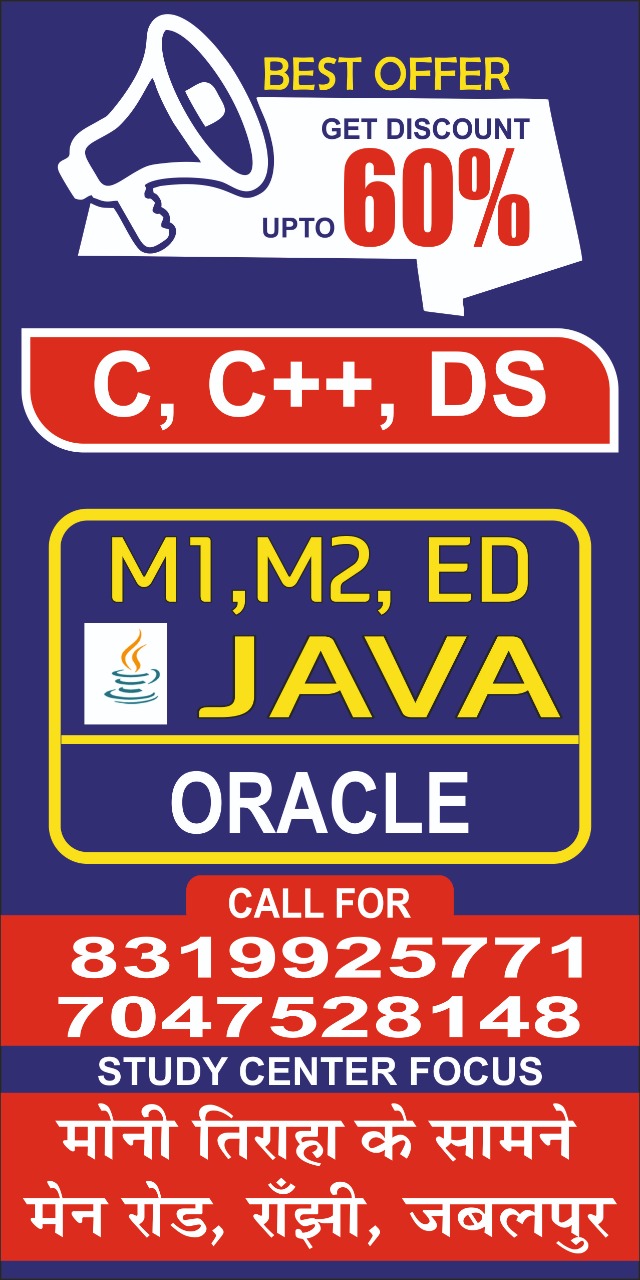 BEST OFFER
GET DISCOUNT
UPTO 60%
C, C++, DS
M1,M2, ED
JAVA
ORACLE
CALL FOR
8319925771
7047528148
STUDY CENTER FOCUS
मोनी तिराहा के सामने
मेन रोड, राँझी, जबलपुर